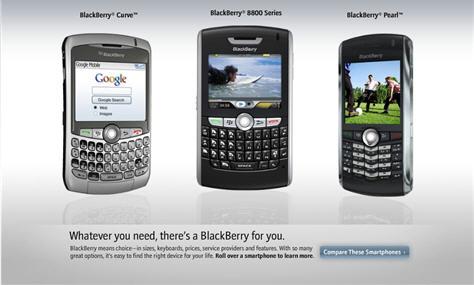 BlackBerry® Curve™
BlackBerry® 8800 Series
BlackBerry® Pearl™
BlackBerry
Google Mobile
Google
Google Search
Web
Images
BlackBerry
BlackBerry
Whatever you need, there's a BlackBerry for you.
BlackBerry means choice—in sizes, keyboards, prices, service providers and features. With so many
great options, it's easy to find the right device for your life. Roll over a smartphone to learn more.
Compare These Smartphones ›